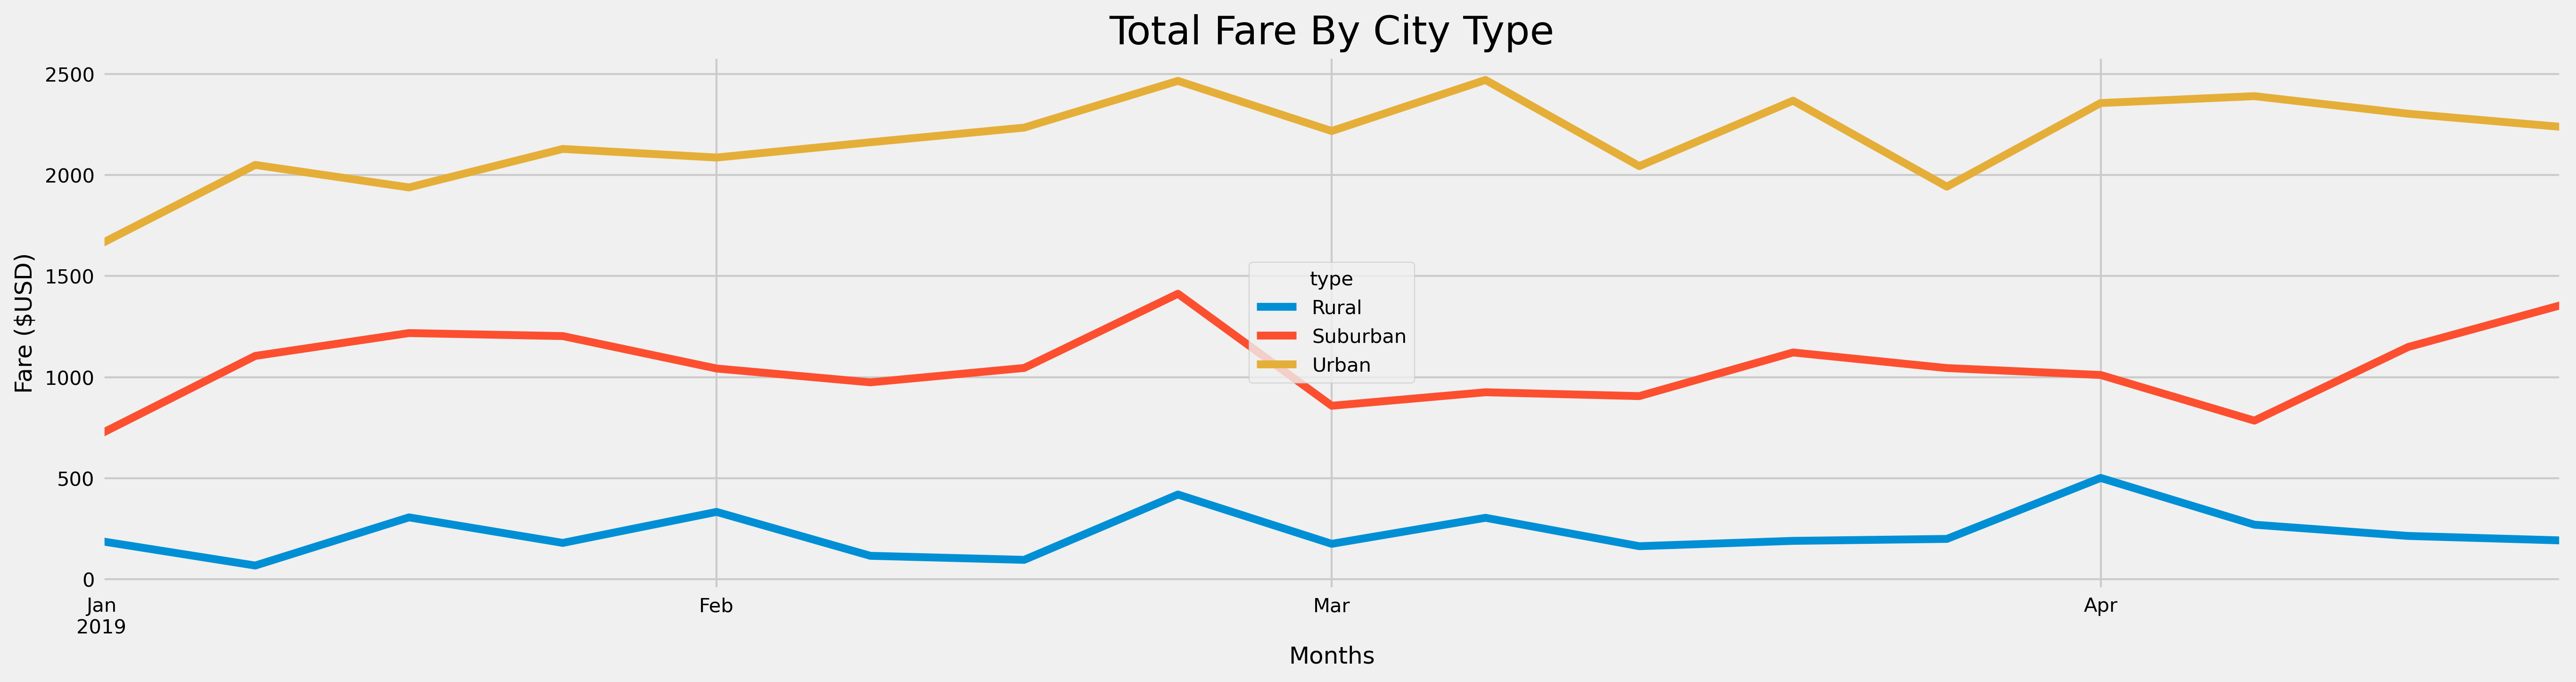 Total Fare By City Type
Fare ($USD)
2500
2000
1500
1000
500
0
type
Rural
Suburban
Urban
Jan
2019
Feb
Mar
Apr
Months